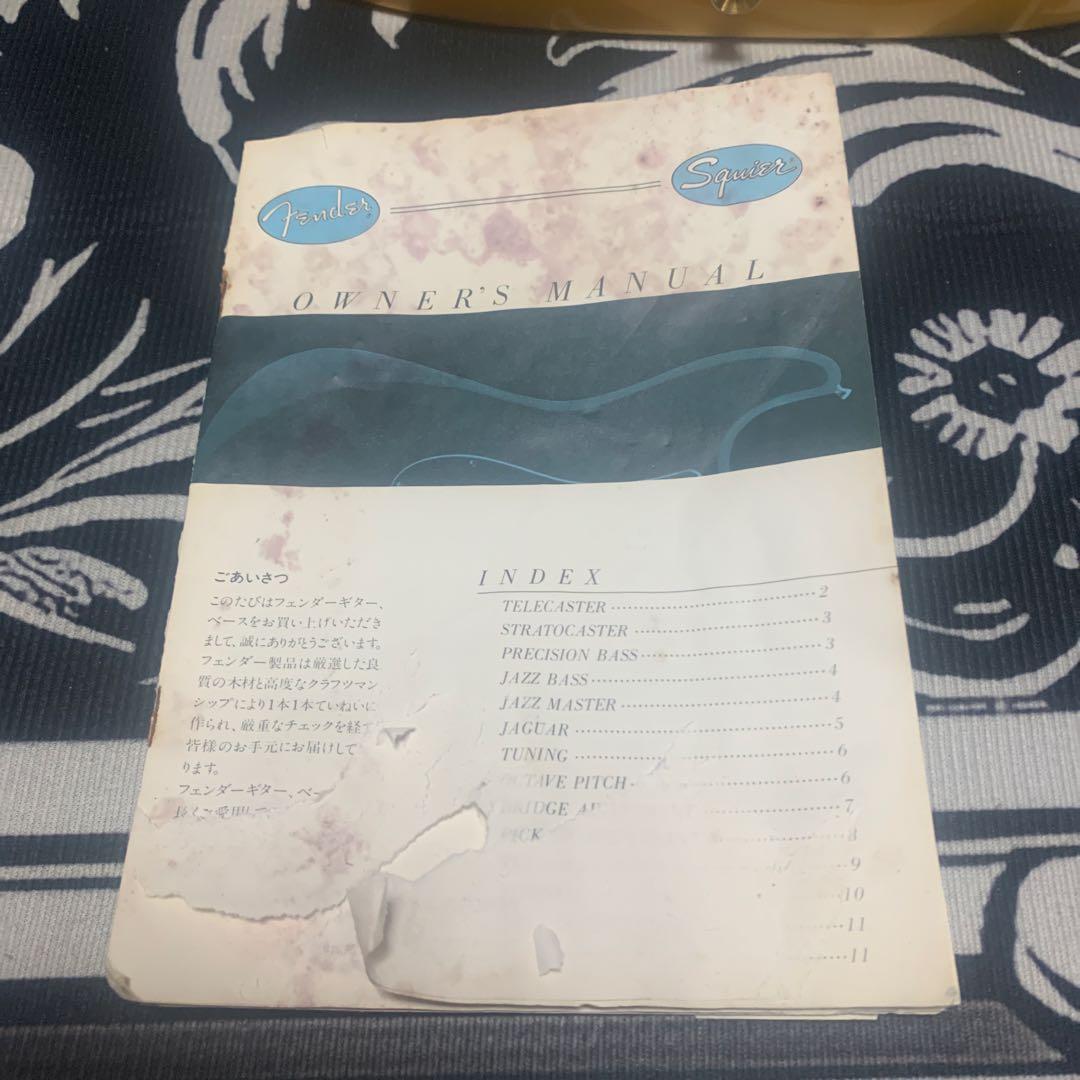 Fender
Squier
OWNER'S MANUAL
ごあいさつ
このたびはフェンダーギター、
ベースをお買い上げいただき
まして、誠にありがとうございます。
フェンダー製品は厳選した良
質の木材と高度なクラフツマン
シップにより1本1本ていねいに
作られ、厳重なチェックを経て
皆様のお手元にお届けして
ります。
フェンダーギター、ベー
INDEX
TELECASTER 2
STRATOCASTER 3
PRECISION BASS 3
JAZZ BASS 4
JAZZ MASTER 4
JAGUAR 5
TUNING 6
OCTAVE PITCH 6
BRIDGE 7
PICK 8
9
10
11
11